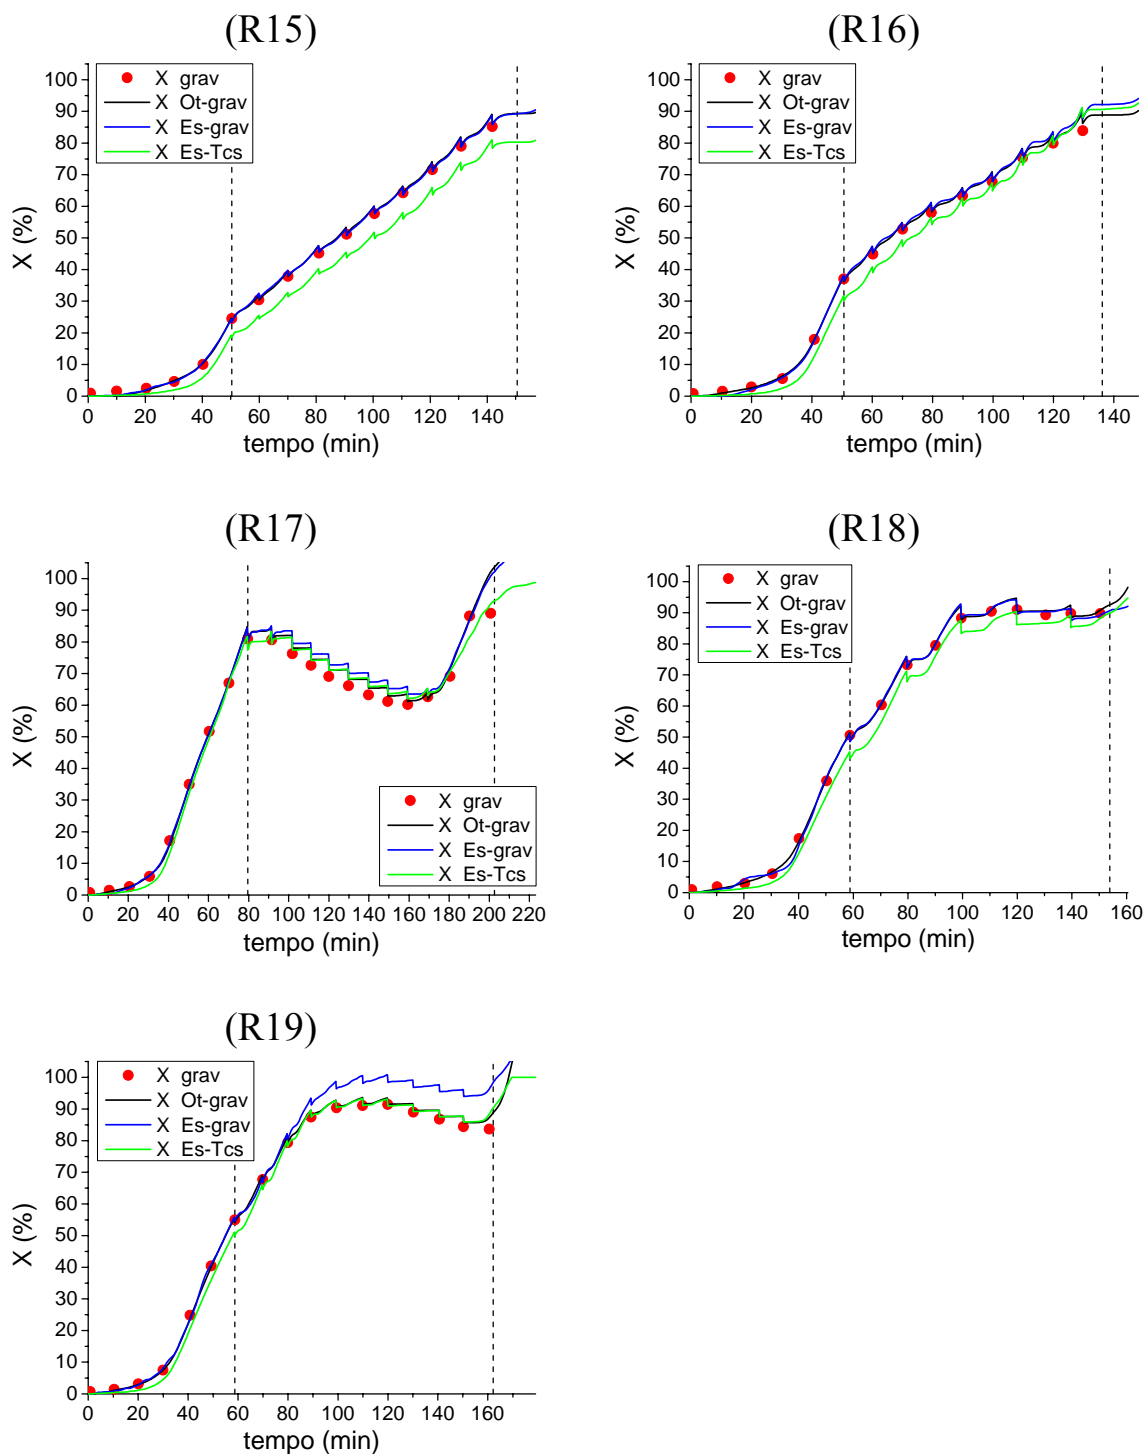 (R15)
X grav
X Ot-grav
X Es-grav
X Es-Tcs
100
90
80
70
60
50
40
30
20
10
0
X (%)
0 20 40 60 80 100 120 140
tempo (min)
(R16)
X grav
X Ot-grav
X Es-grav
X Es-Tcs
100
90
80
70
60
50
40
30
20
10
0
X (%)
0 20 40 60 80 100 120 140
tempo (min)
(R17)
100
90
80
70
60
50
40
30
20
10
0
X (%)
X grav
X Ot-grav
X Es-grav
X Es-Tcs
0 20 40 60 80 100 120 140 160 180 200 220
tempo (min)
(R18)
X grav
X Ot-grav
X Es-grav
X Es-Tcs
100
90
80
70
60
50
40
30
20
10
0
X (%)
0 20 40 60 80 100 120 140 160
tempo (min)
(R19)
X grav
X Ot-grav
X Es-grav
X Es-Tcs
100
90
80
70
60
50
40
30
20
10
0
X (%)
0 20 40 60 80 100 120 140 160
tempo (min)